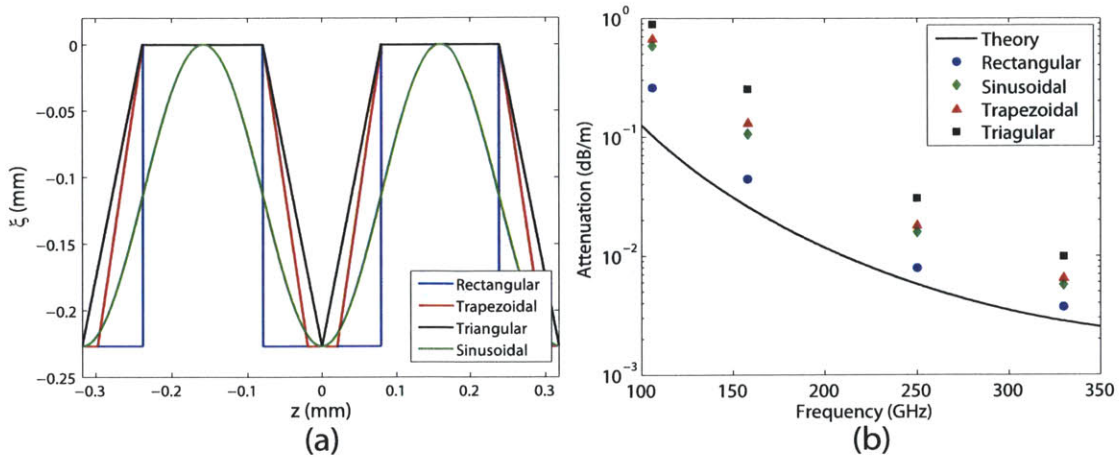 0
−0.05
−0.1
−0.15
−0.2
−0.25
ξ (mm)
Rectangular
Trapezoidal
Triangular
Sinusoidal
−0.3 −0.2 −0.1 0 0.1 0.2 0.3
z (mm)
(a)
10^0
10^-1
10^-2
10^-3
Attenuation (dB/m)
Theory
Rectangular
Sinusoidal
Trapezoidal
Triagular
100 150 200 250 300 350
Frequency (GHz)
(b)